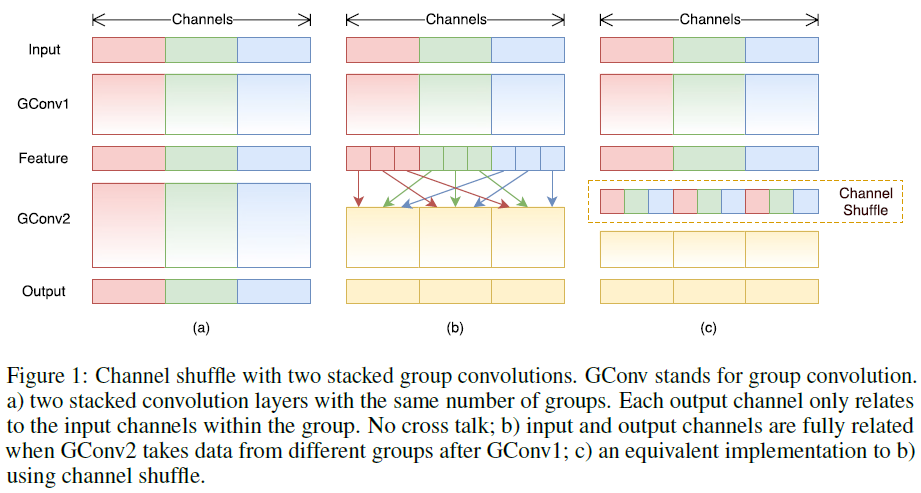 Channels Channels Channels
Input
GConv1
Feature
Channel
Shuffle
GConv2
Output
(a) (b) (c)
Figure 1: Channel shuffle with two stacked group convolutions. GConv stands for group convolution.
a) two stacked convolution layers with the same number of groups. Each output channel only relates
to the input channels within the group. No cross talk; b) input and output channels are fully related
when GConv2 takes data from different groups after GConv1; c) an equivalent implementation to b)
using channel shuffle.